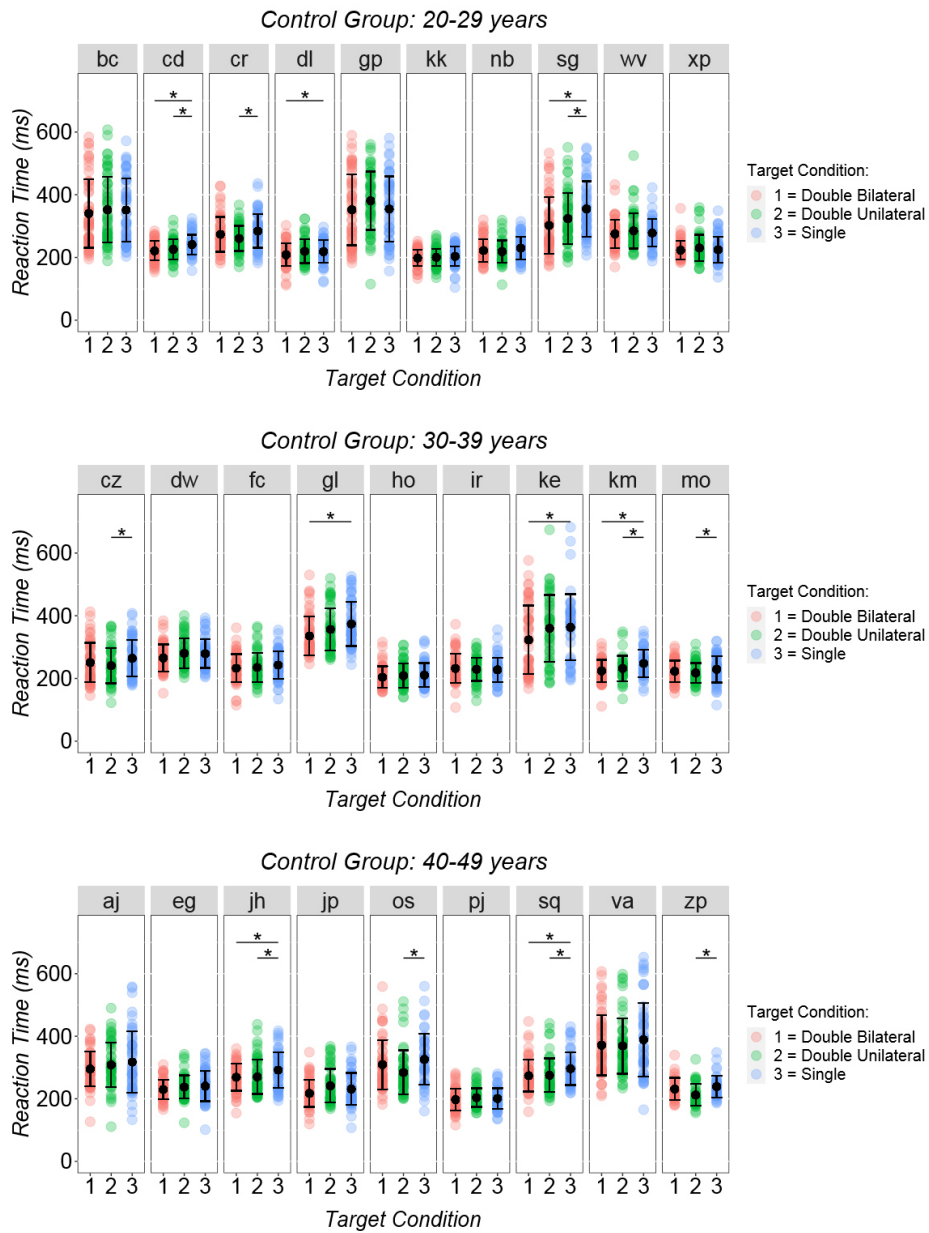 Control Group: 20-29 years
bc cd cr dl gp kk nb sg wv xp
* * * * * *
Reaction Time (ms)
600
400
200
0
1 2 3 1 2 3 1 2 3 1 2 3 1 2 3 1 2 3 1 2 3 1 2 3 1 2 3 1 2 3
Target Condition
Target Condition:
1 = Double Bilateral
2 = Double Unilateral
3 = Single
Control Group: 30-39 years
cz dw fc gl ho ir ke km mo
* * * * * *
Reaction Time (ms)
600
400
200
0
1 2 3 1 2 3 1 2 3 1 2 3 1 2 3 1 2 3 1 2 3 1 2 3 1 2 3
Target Condition
Target Condition:
1 = Double Bilateral
2 = Double Unilateral
3 = Single
Control Group: 40-49 years
aj eg jh jp os pj sq va zp
* * * * * *
Reaction Time (ms)
600
400
200
0
1 2 3 1 2 3 1 2 3 1 2 3 1 2 3 1 2 3 1 2 3 1 2 3 1 2 3
Target Condition
Target Condition:
1 = Double Bilateral
2 = Double Unilateral
3 = Single